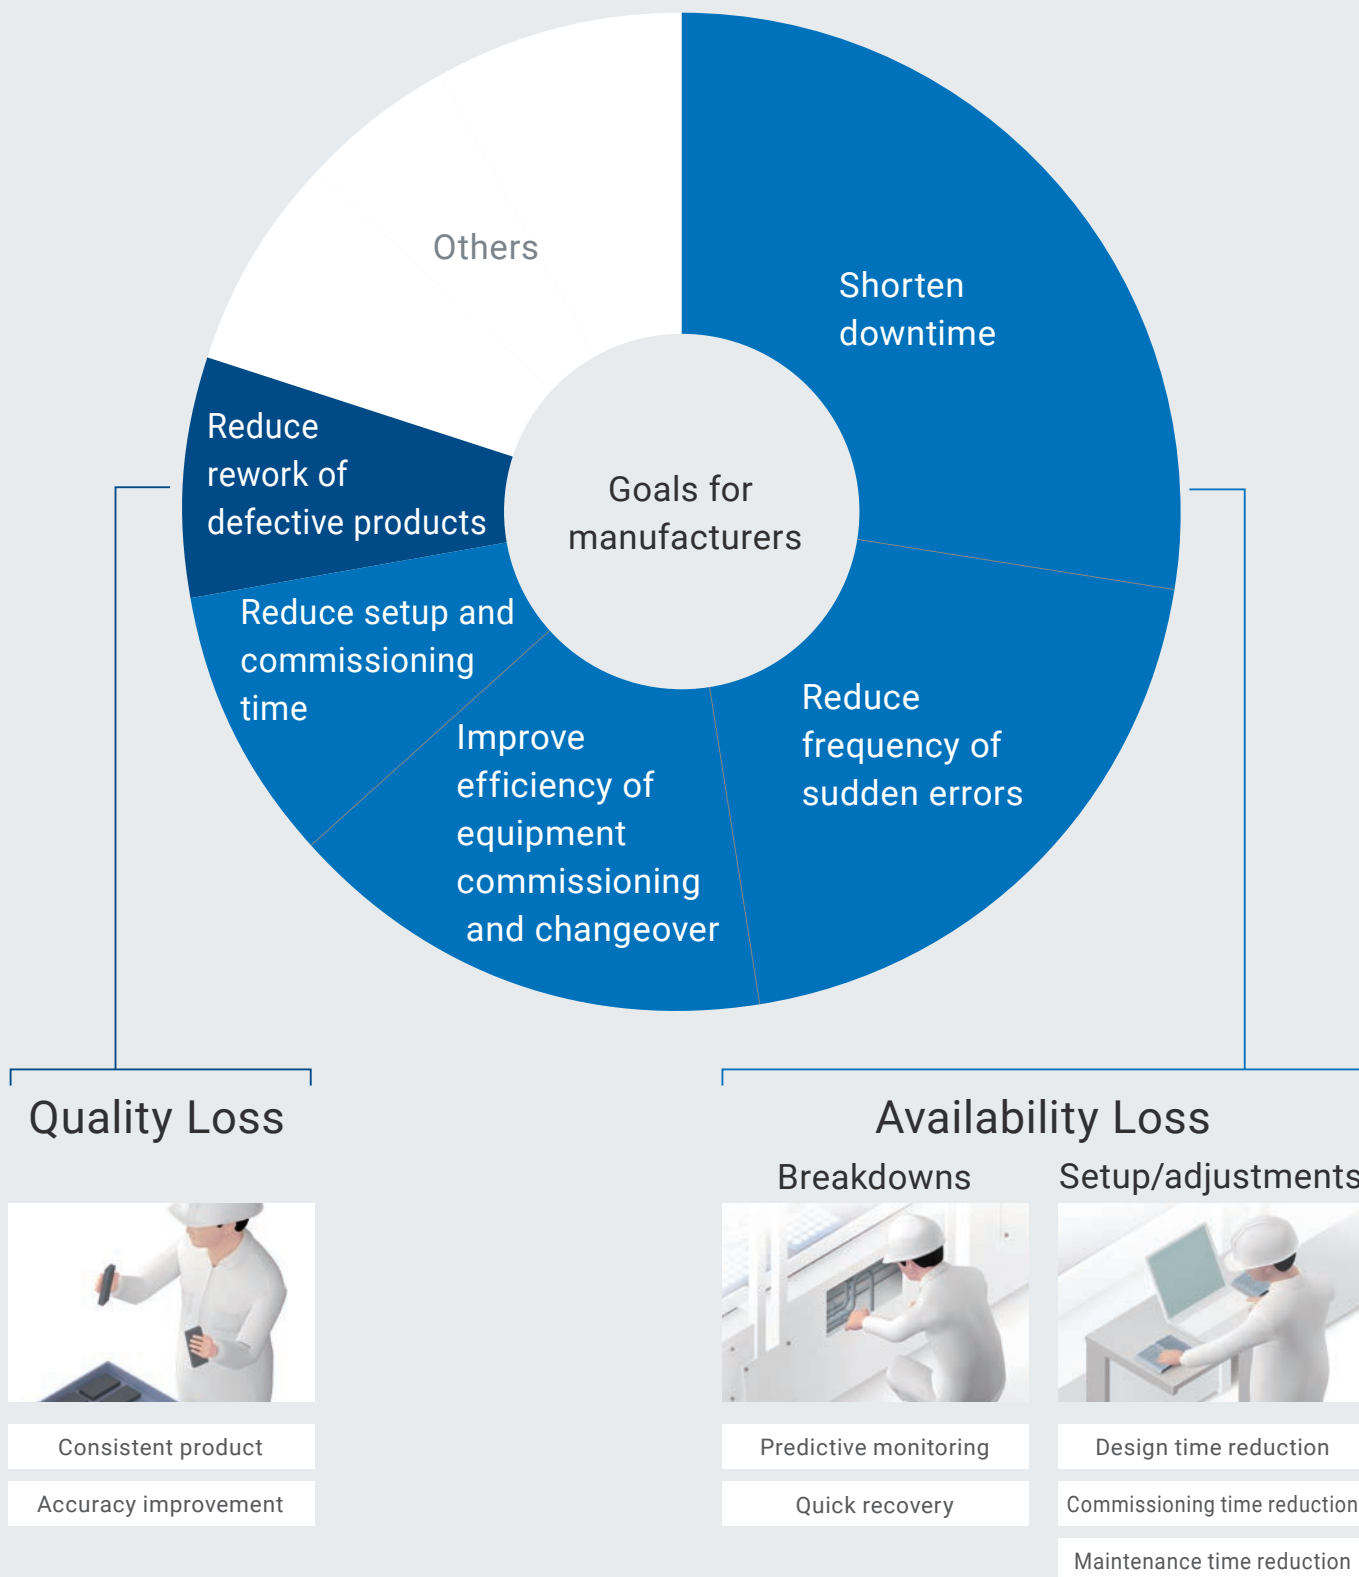 Others
Shorten
downtime
Reduce
rework of
defective products
Goals for
manufacturers
Reduce setup and
commissioning
time
Improve
efficiency of
equipment
commissioning
and changeover
Reduce
frequency of
sudden errors
Quality Loss
Consistent product
Accuracy improvement
Availability Loss
Breakdowns
Predictive monitoring
Quick recovery
Setup/adjustments
Design time reduction
Commissioning time reduction
Maintenance time reduction